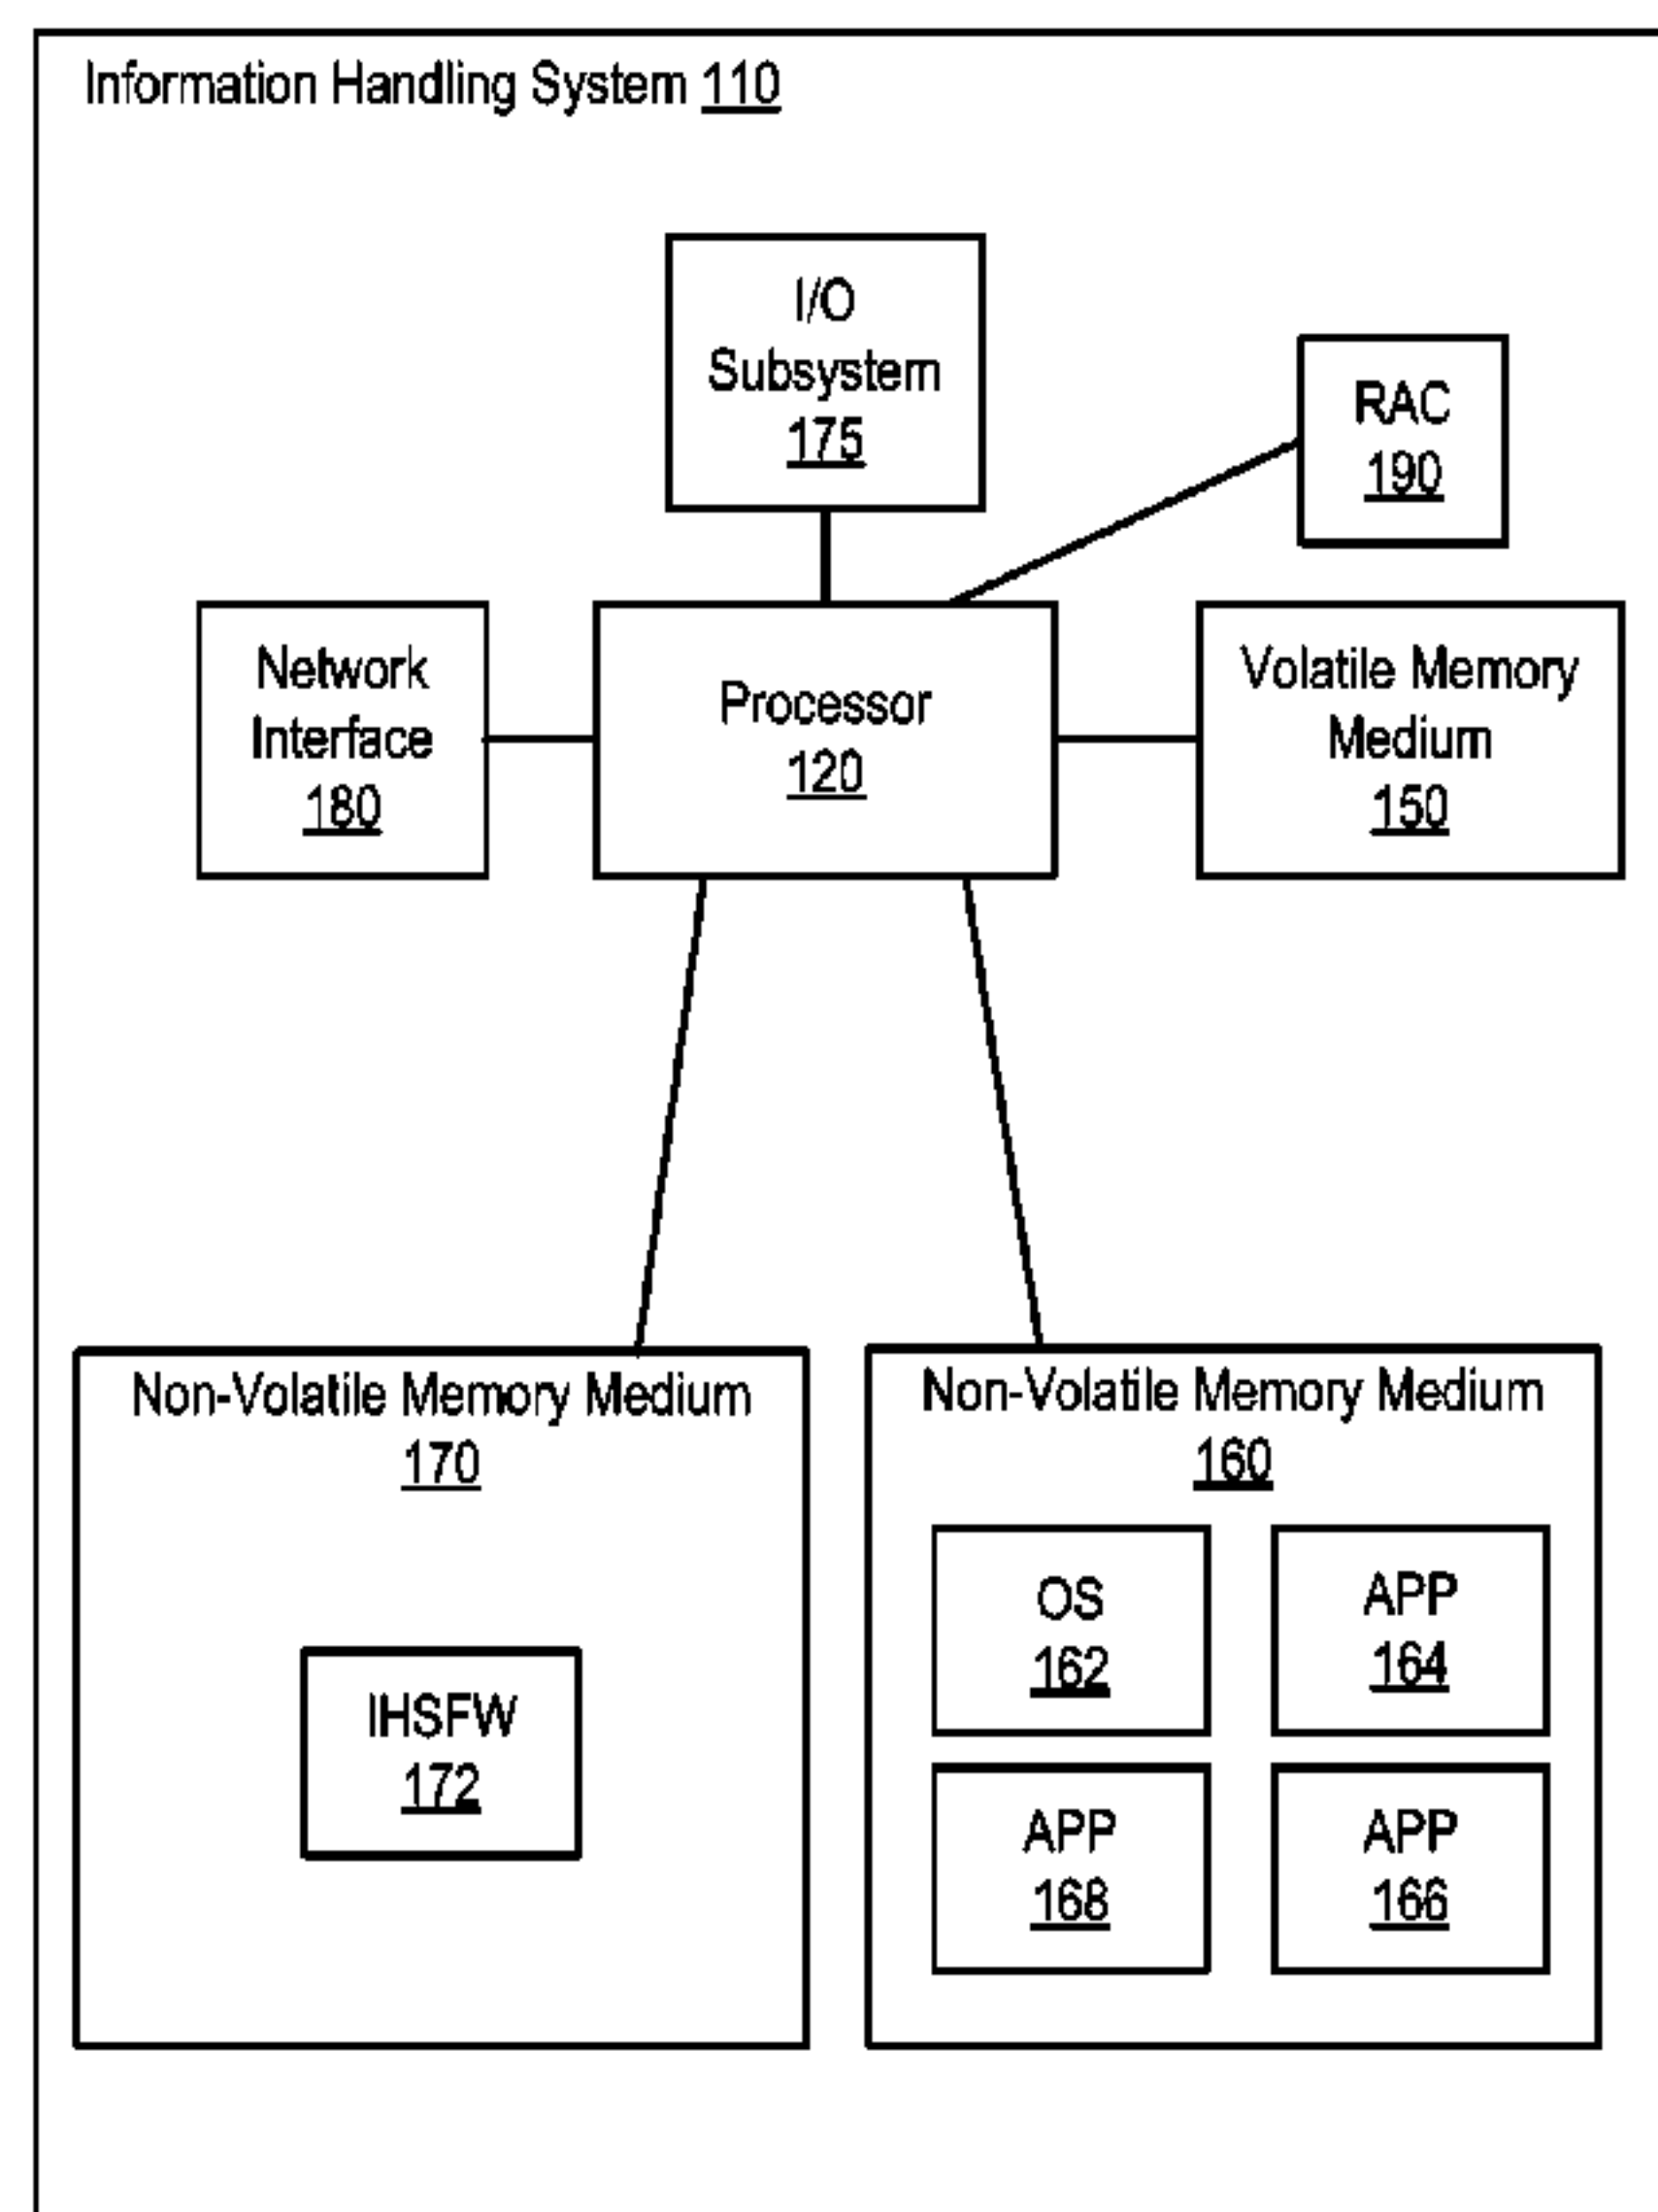 Information Handling System 110
I/O
Subsystem
175
RAC
190
Network
Interface
180
Processor
120
Volatile Memory
Medium
150
Non-Volatile Memory Medium
170
IHSFW
172
Non-Volatile Memory Medium
160
OS
162
APP
164
APP
168
APP
166